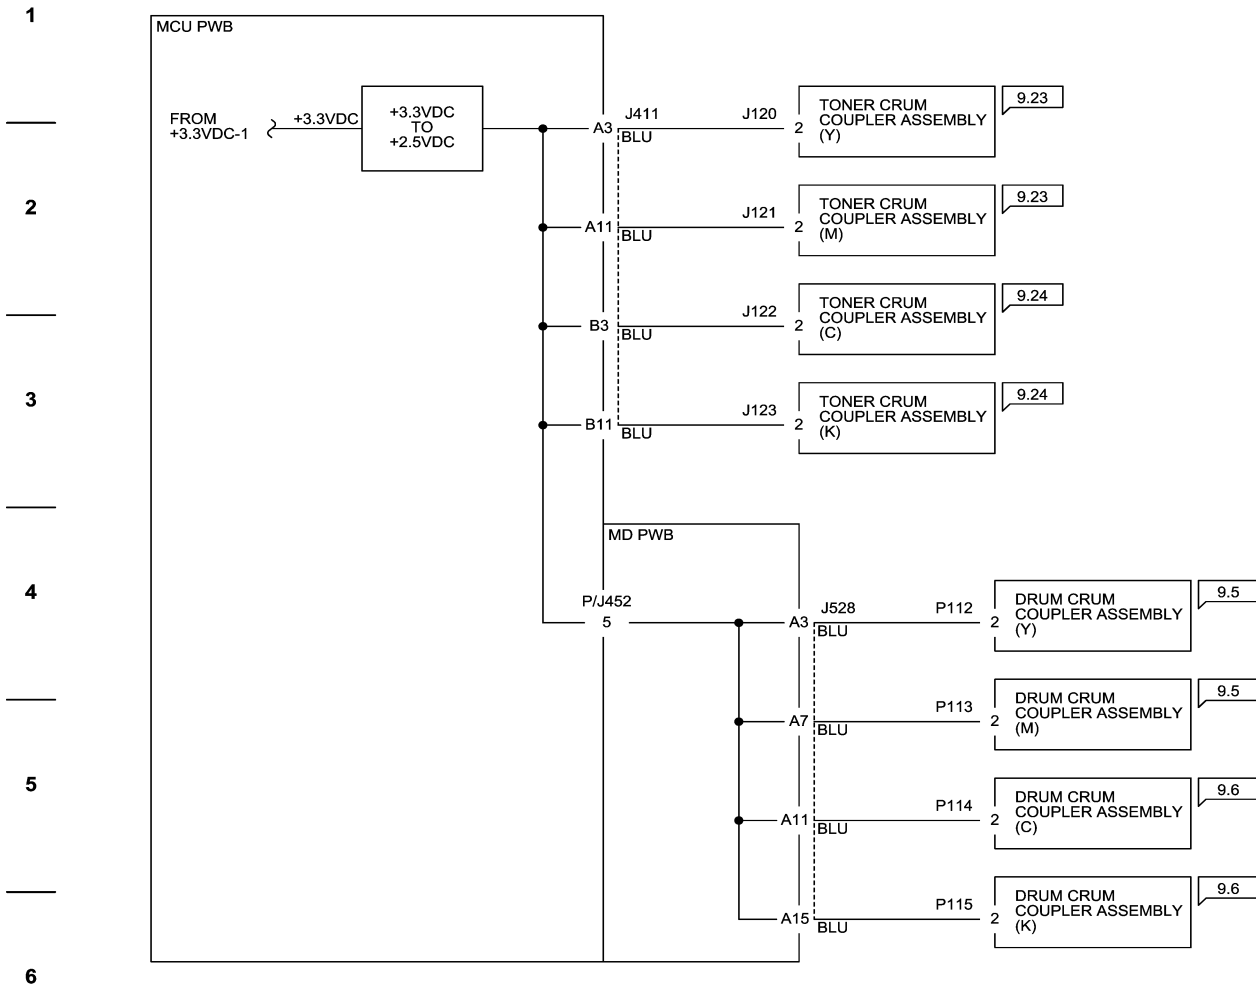 1
MCU PWB
FROM
+3.3VDC-1
+3.3VDC
+3.3VDC
TO
+2.5VDC
A3
J411
BLU
J120
2
TONER CRUM
COUPLER ASSEMBLY
(Y)
9.23
2
A11
BLU
J121
2
TONER CRUM
COUPLER ASSEMBLY
(M)
9.23
B3
BLU
J122
2
TONER CRUM
COUPLER ASSEMBLY
(C)
9.24
3
B11
BLU
J123
2
TONER CRUM
COUPLER ASSEMBLY
(K)
9.24
MD PWB
4
P/J452
5
A3
J528
BLU
P112
2
DRUM CRUM
COUPLER ASSEMBLY
(Y)
9.5
A7
BLU
P113
2
DRUM CRUM
COUPLER ASSEMBLY
(M)
9.5
5
A11
BLU
P114
2
DRUM CRUM
COUPLER ASSEMBLY
(C)
9.6
A15
BLU
P115
2
DRUM CRUM
COUPLER ASSEMBLY
(K)
9.6
6